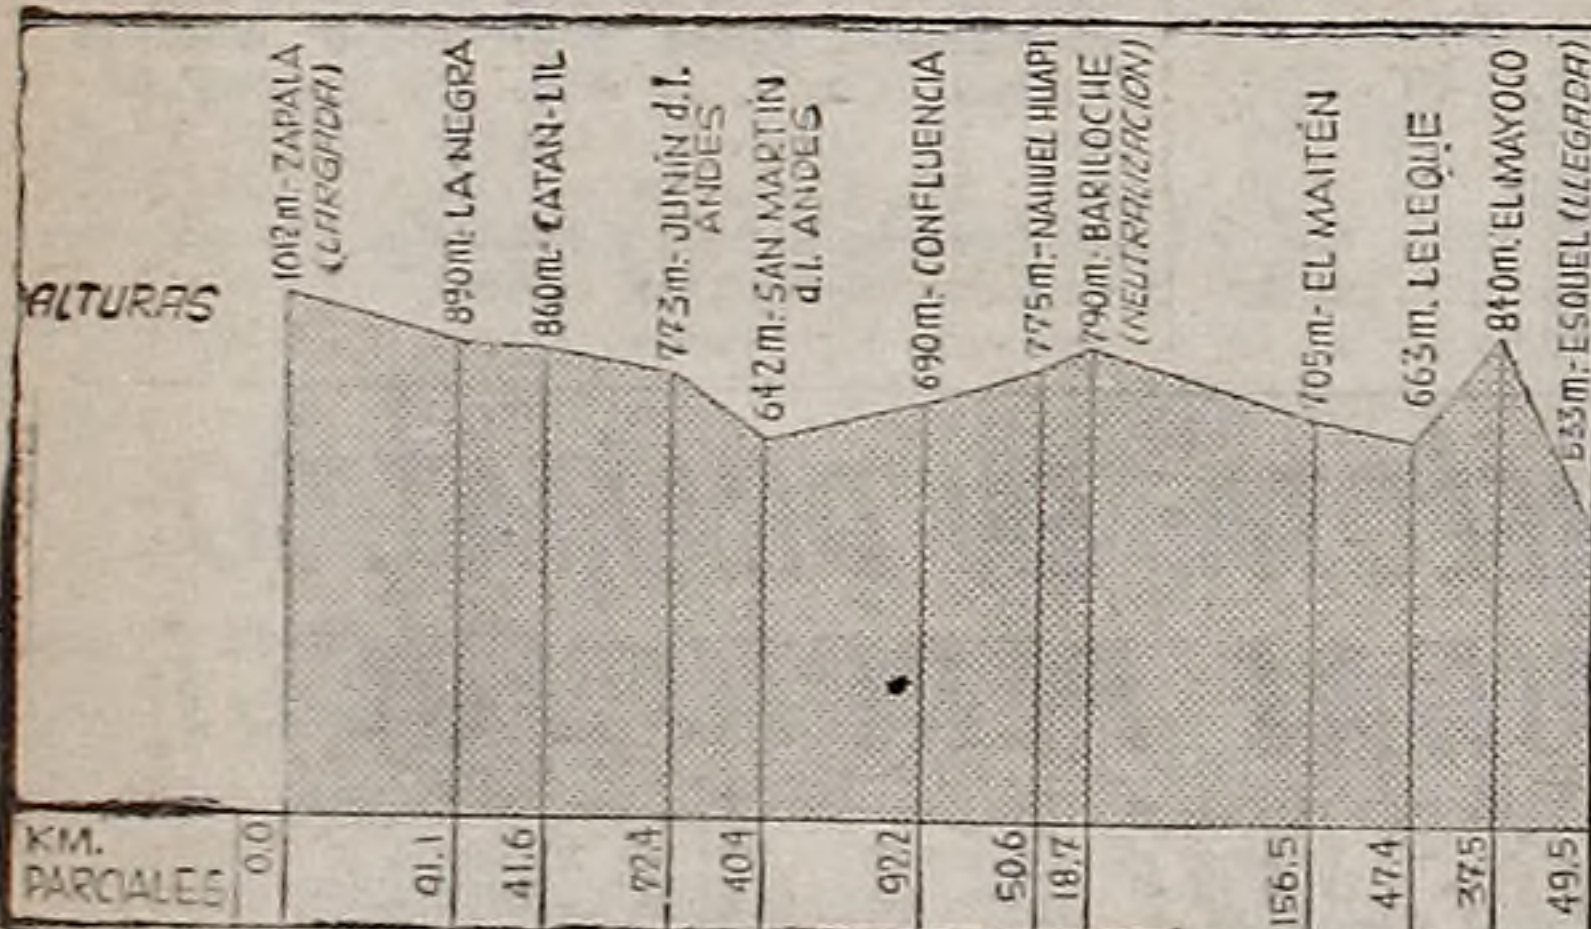 ALTURAS
1012m.- ZAPALA
(LARGADA)
890m.- LA NEGRA
860m.- CATAN-LIL
773m.- JUNÍN d.l.
ANDES
642m.- SAN MARTÍN
d.l. ANDES
690m.- CONFLUENCIA
775m.- NAHUEL HUAPI
790m.- BARILOCHE
(NEUTRALIZACION)
705m.- EL MAITÉN
663m. LELEQUE
840m. EL MAYOCO
ESQUEL (LLEGADA)
KM.
PARCIALES
0.0
91.1
41.6
72.4
40.4
92.2
50.6
18.7
156.5
47.4
37.5
49.5